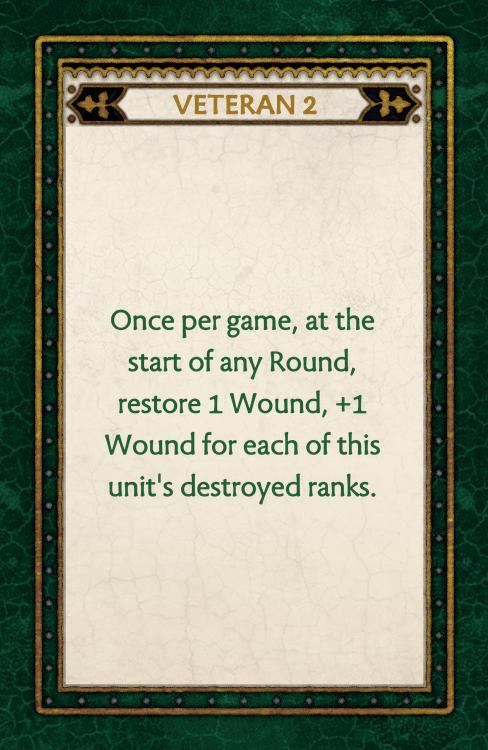 VETERAN 2
Once per game, at the
start of any Round,
restore 1 Wound, +1
Wound for each of this
unit's destroyed ranks.